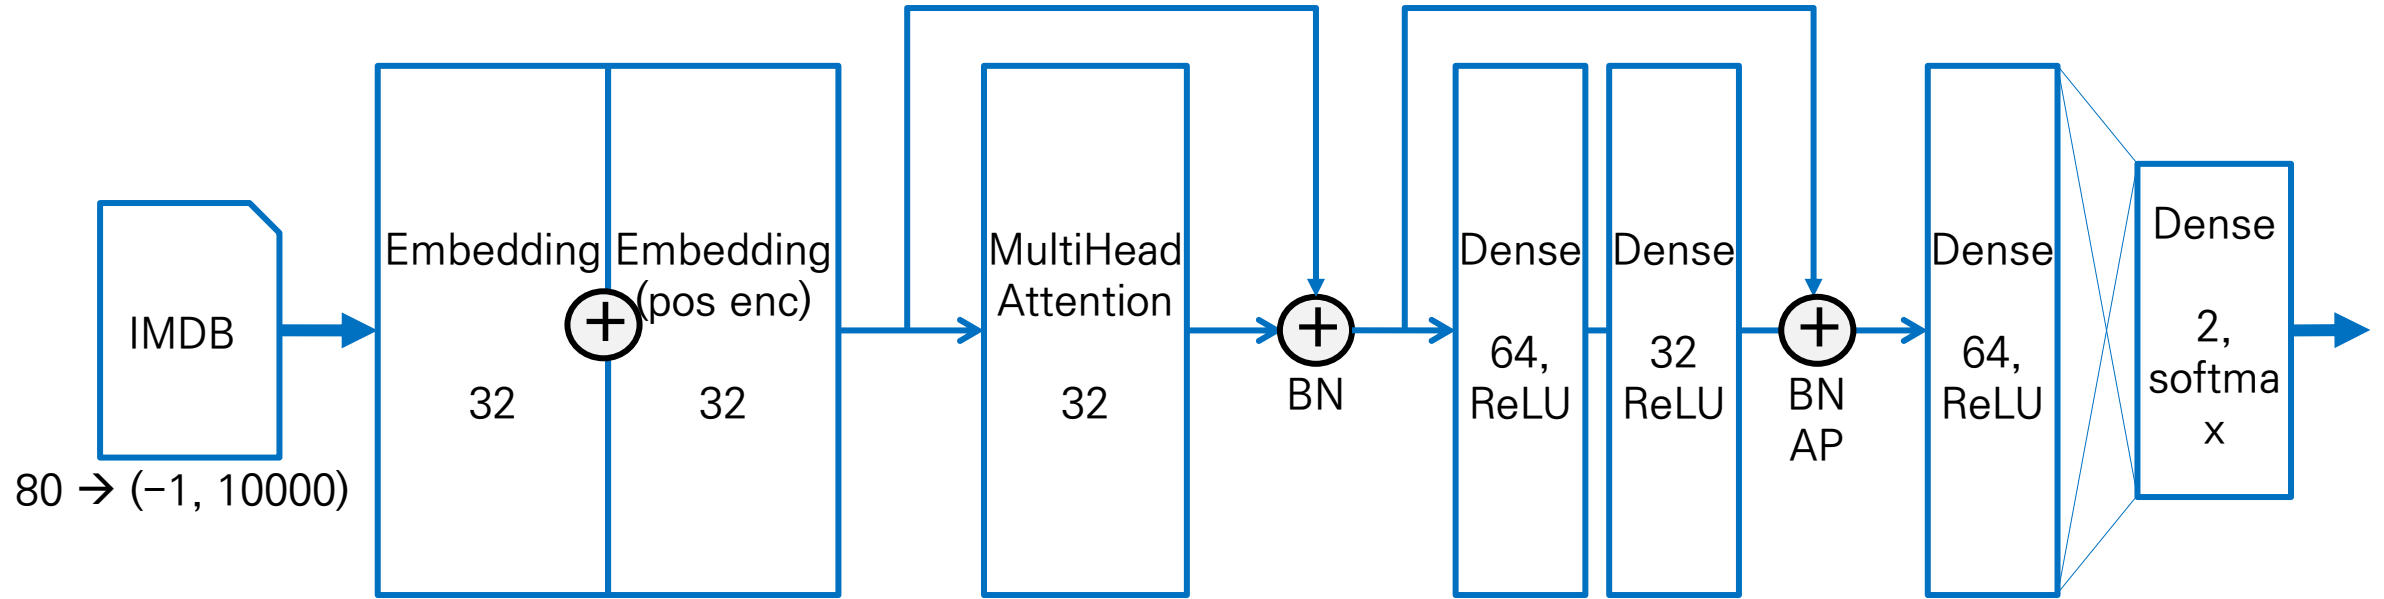 IMDB
80 → (−1, 10000)
Embedding
32
+
Embedding
(pos enc)
32
MultiHead
Attention
32
+
BN
Dense
64,
ReLU
Dense
32
ReLU
+
BN
AP
Dense
64,
ReLU
Dense
2,
softma
x